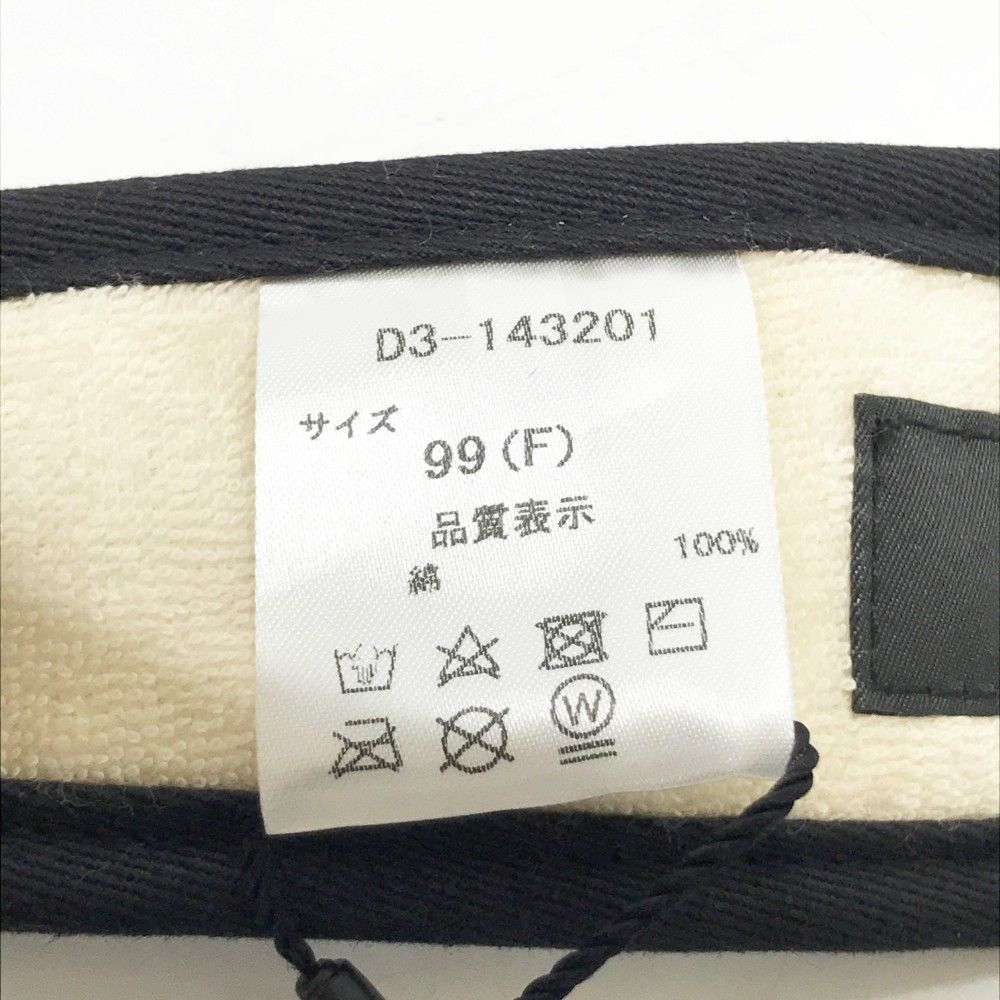 D3-143201
サイズ
99(F)
品質表示
綿 100%
W